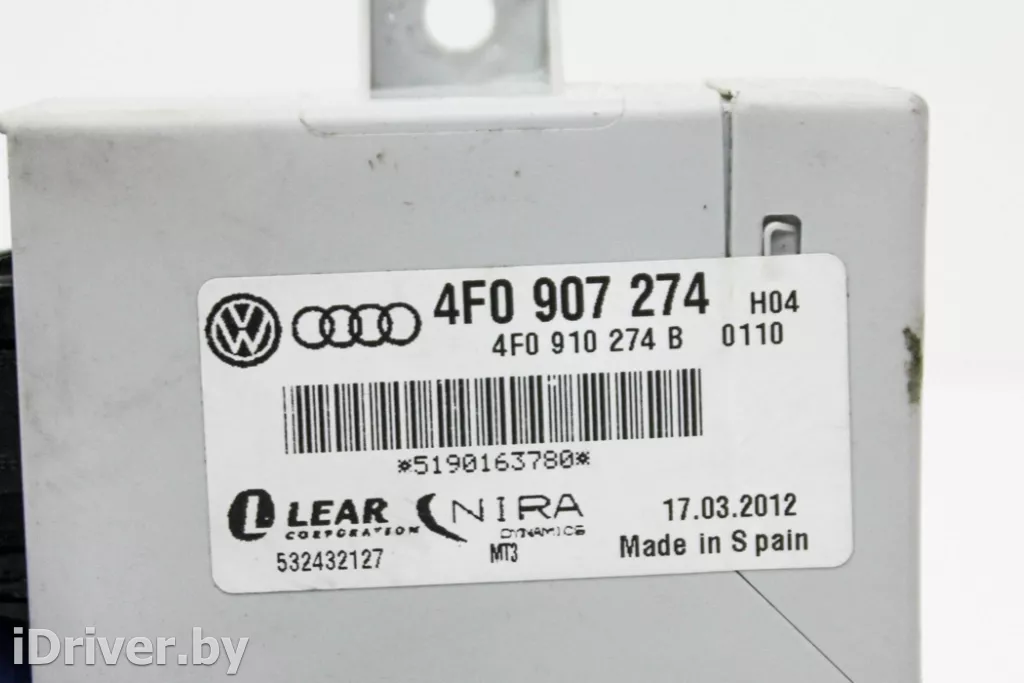 4F0 907 274 H04
4F0 910 274 B 0110
*5190163780*
LEAR
CORPORATION
NIRA
DYNAMICS
17.03.2012
532432127
MT3
Made in Spain
iDriver.by